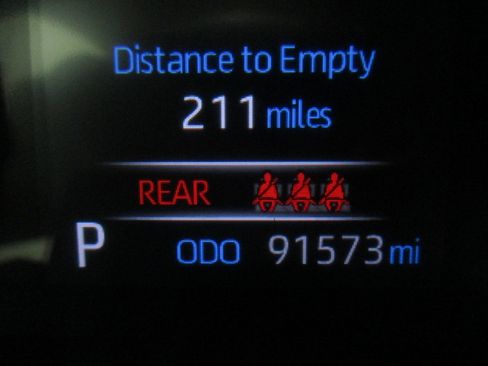 Distance to Empty
211 miles
REAR
P ODO 91573 mi